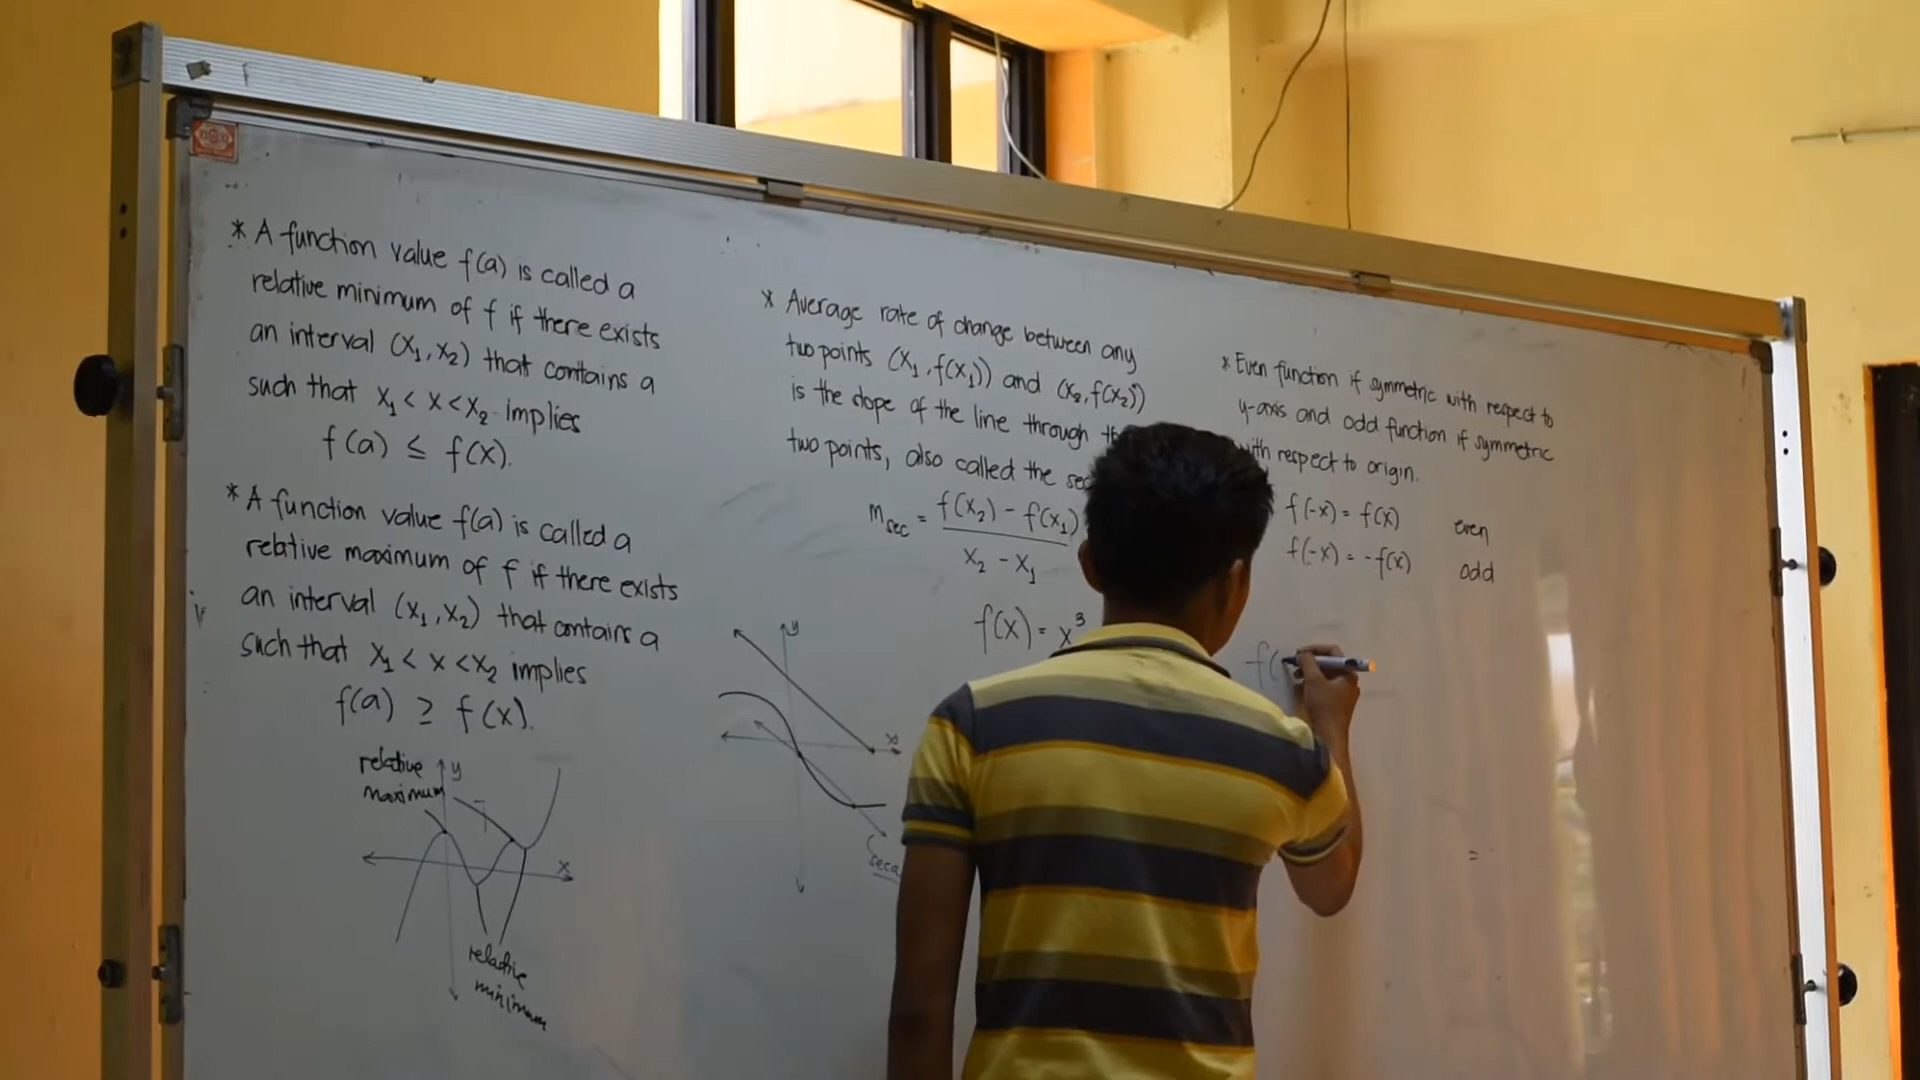 * A function value f(a) is called a
relative minimum of f if there exists
an interval (x₁, x₂) that contains a
such that x₁ < x < x₂ implies
f(a) ≤ f(x).
* A function value f(a) is called a
relative maximum of f if there exists
an interval (x₁, x₂) that contains a
such that x₁ < x < x₂ implies
f(a) ≥ f(x).
relative
maximum
y
x
relative
minimum
* Average rate of change between any
two points (x₁, f(x₁)) and (x₂, f(x₂))
is the slope of the line through
two points, also called the
m sec = f(x₂) - f(x₁)
x₂ - x₁
f(x) = x³
y
x
* Even function if symmetric with respect to
y-axis and odd function if symmetric
with respect to origin.
f(-x) = f(x) even
f(-x) = -f(x) odd
f(
=